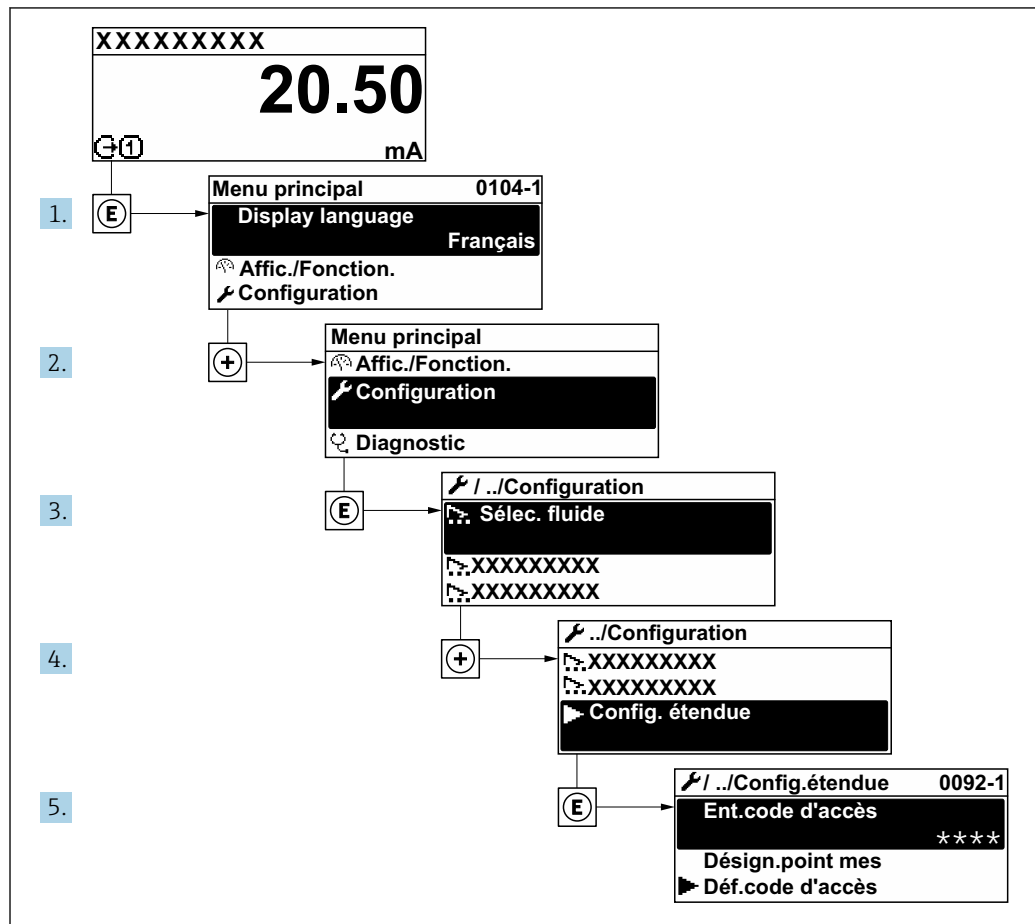 XXXXXXXXX
20.50
1 mA
1. E
Menu principal 0104-1
Display language
Français
Affic./Fonction.
Configuration
2. +
Menu principal
Affic./Fonction.
Configuration
Diagnostic
3. E
/ ../Configuration
Sélec. fluide
XXXXXXXXX
XXXXXXXXX
4. +
../Configuration
XXXXXXXXX
XXXXXXXXX
Config. étendue
5. E
/ ../Config.étendue 0092-1
Ent.code d'accès
****
Désign.point mes
Déf.code d'accès